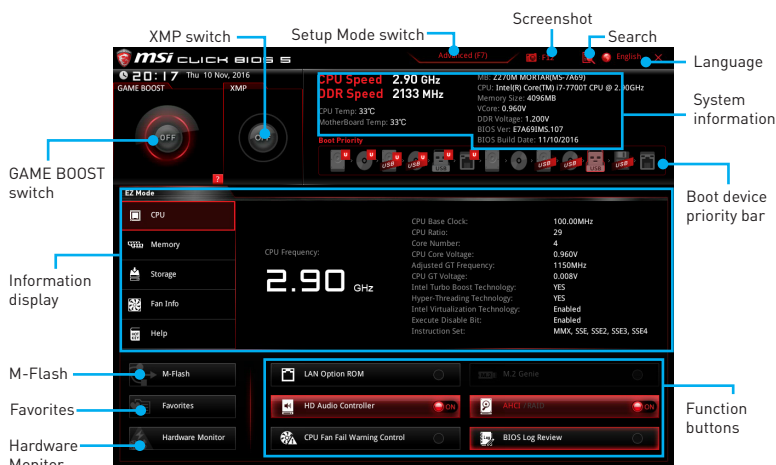 Screenshot
XMP switch
Setup Mode switch
Search
msi CLICK BIOS 5
Advanced (F7)
F12
English
Language
20:17 Thu 10 Nov, 2016
GAME BOOST
XMP
OFF
OFF
CPU Speed 2.90 GHz
DDR Speed 2133 MHz
CPU Temp: 33°C
MotherBoard Temp: 33°C
MB: Z270M MORTAR(MS-7A69)
CPU: Intel(R) Core(TM) i7-7700T CPU @ 2.90GHz
Memory Size: 4096MB
VCore: 0.960V
DDR Voltage: 1.200V
BIOS Ver: E7A69IMS.107
BIOS Build Date: 11/10/2016
System
information
Boot Priority
U U U U U U
USB USB USB USB USB USB USB
GAME BOOST
switch
?
Boot device
priority bar
EZ Mode
CPU
Memory
Storage
Fan Info
Help
CPU Frequency:
2.90 GHz
CPU Base Clock: 100.00MHz
CPU Ratio: 29
Core Number: 4
CPU Core Voltage: 0.960V
Adjusted GT Frequency: 1150MHz
CPU GT Voltage: 0.008V
Intel Turbo Boost Technology: YES
Hyper-Threading Technology: YES
Intel Virtualization Technology: Enabled
Execute Disable Bit: Enabled
Instruction Set: MMX, SSE, SSE2, SSE3, SSE4
Information
display
M-Flash
M-Flash
LAN Option ROM
M.2 Genie
Favorites
Favorites
HD Audio Controller
ON
AHCI /RAID
ON
Function
buttons
Hardware
Monitor
Hardware Monitor
CPU Fan Fail Warning Control
BIOS Log Review